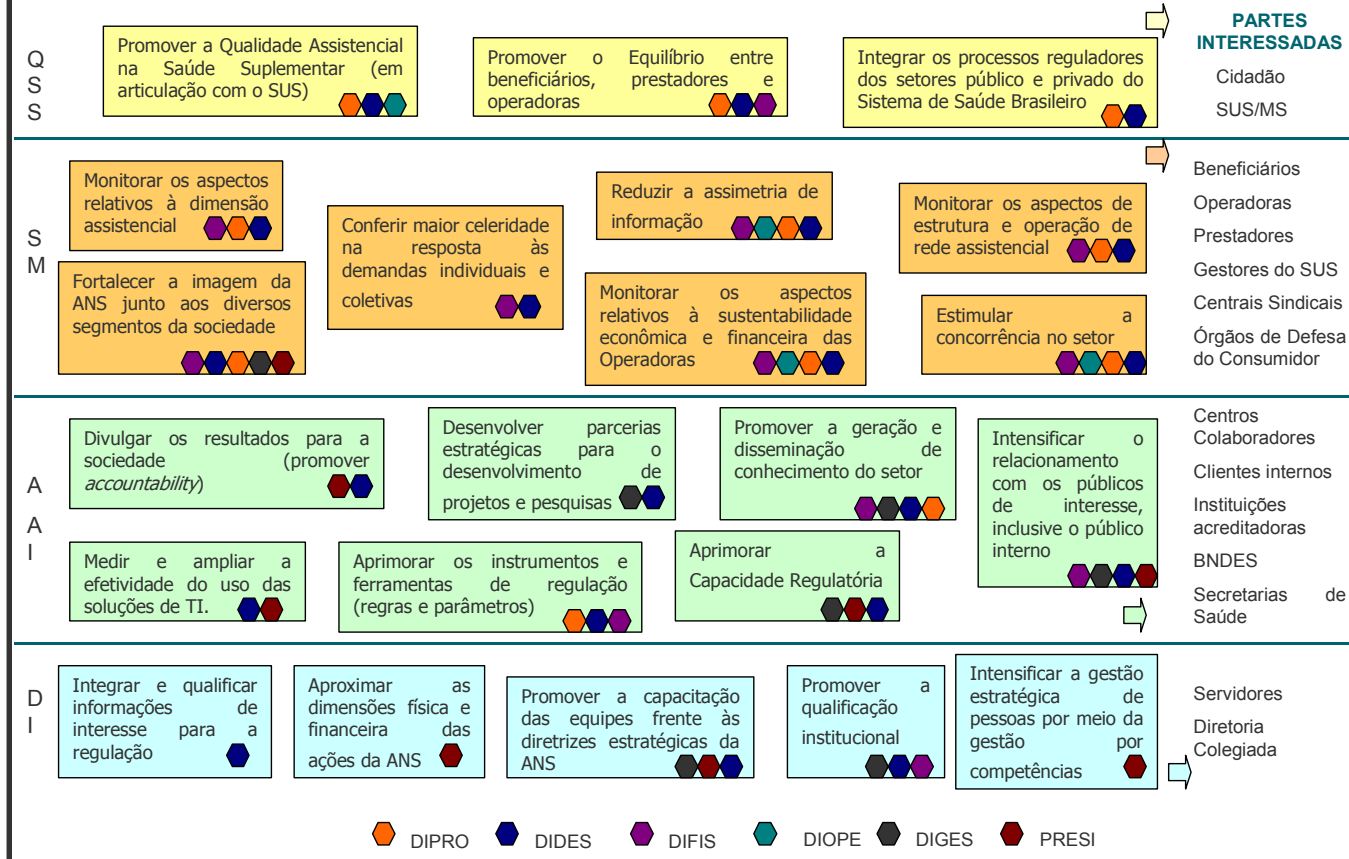 Q
S
S
Promover a Qualidade Assistencial
na Saúde Suplementar (em
articulação com o SUS)
Promover o Equilíbrio entre
beneficiários, prestadores e
operadoras
Integrar os processos reguladores
dos setores público e privado do
Sistema de Saúde Brasileiro
PARTES
INTERESSADAS
Cidadão
SUS/MS
S
M
Monitorar os aspectos
relativos à dimensão
assistencial
Fortalecer a imagem da
ANS junto aos diversos
segmentos da sociedade
Conferir maior celeridade
na resposta às
demandas individuais e
coletivas
Reduzir a assimetria de
informação
Monitorar os aspectos
relativos à sustentabilidade
econômica e financeira das
Operadoras
Monitorar os aspectos de
estrutura e operação de
rede assistencial
Estimular a
concorrência no setor
Beneficiários
Operadoras
Prestadores
Gestores do SUS
Centrais Sindicais
Órgãos de Defesa
do Consumidor
A
A
I
Divulgar os resultados para a
sociedade (promover
accountability)
Desenvolver parcerias
estratégicas para o
desenvolvimento de
projetos e pesquisas
Promover a geração e
disseminação de
conhecimento do setor
Intensificar o
relacionamento
com os públicos
de interesse,
inclusive o público
interno
Medir e ampliar a
efetividade do uso das
soluções de TI.
Aprimorar os instrumentos e
ferramentas de regulação
(regras e parâmetros)
Aprimorar a
Capacidade Regulatória
Centros
Colaboradores
Clientes internos
Instituições
acreditadoras
BNDES
Secretarias de
Saúde
D
I
Integrar e qualificar
informações de
interesse para a
regulação
Aproximar as
dimensões física e
financeira das
ações da ANS
Promover a capacitação
das equipes frente às
diretrizes estratégicas da
ANS
Promover a
qualificação
institucional
Intensificar a gestão
estratégica de
pessoas por meio da
gestão por
competências
Servidores
Diretoria
Colegiada
DIPRO DIDES DIFIS DIOPE DIGES PRESI